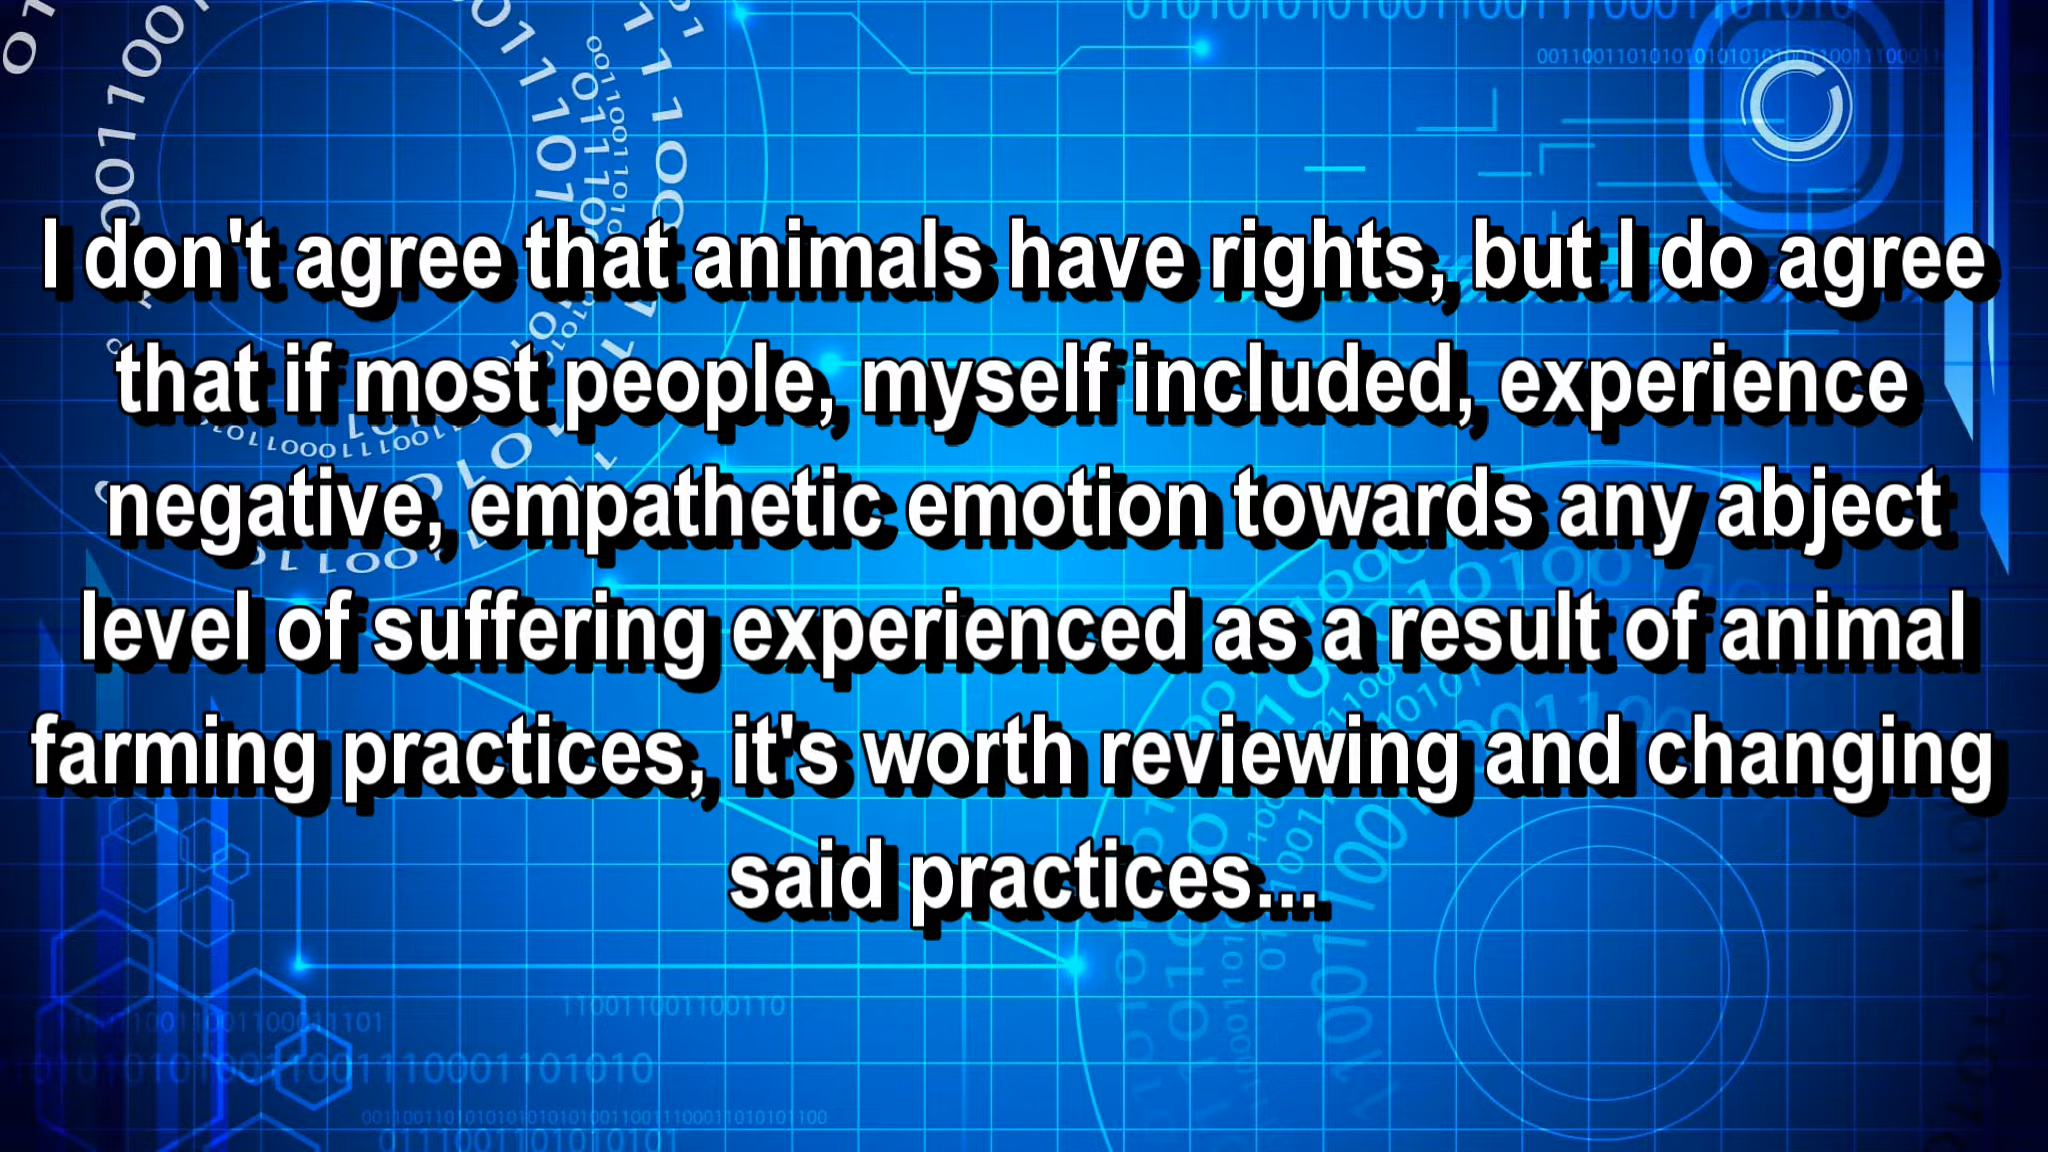 I don't agree that animals have rights, but I do agree
that if most people, myself included, experience
negative, empathetic emotion towards any abject
level of suffering experienced as a result of animal
farming practices, it's worth reviewing and changing
said practices...